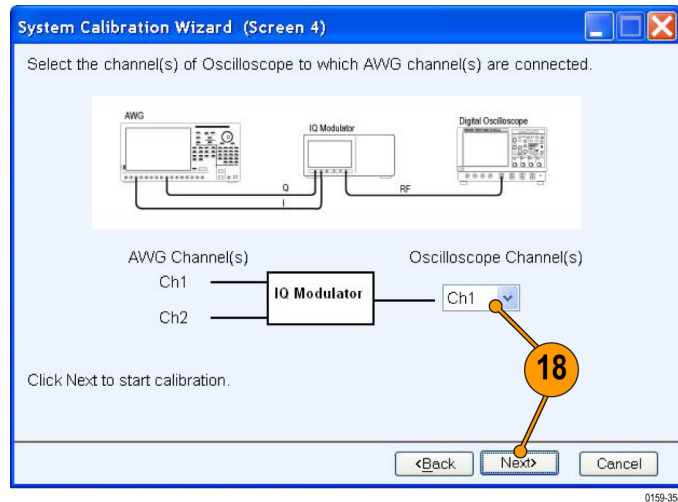 System Calibration Wizard (Screen 4)
Select the channel(s) of Oscilloscope to which AWG channel(s) are connected.
AWG
IQ Modulator
Digital Oscilloscope
Q
I
RF
AWG Channel(s)
Oscilloscope Channel(s)
Ch1
Ch2
IQ Modulator
Ch1
18
Click Next to start calibration.
<Back
Next>
Cancel
0159-35